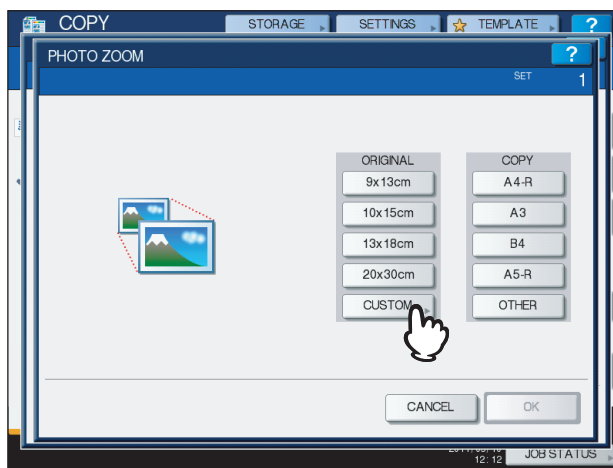 COPY STORAGE SETTINGS TEMPLATE ?
PHOTO ZOOM ?
SET 1
ORIGINAL COPY
9x13cm A4-R
10x15cm A3
13x18cm B4
20x30cm A5-R
CUSTOM OTHER
CANCEL OK
12:12 JOB STATUS